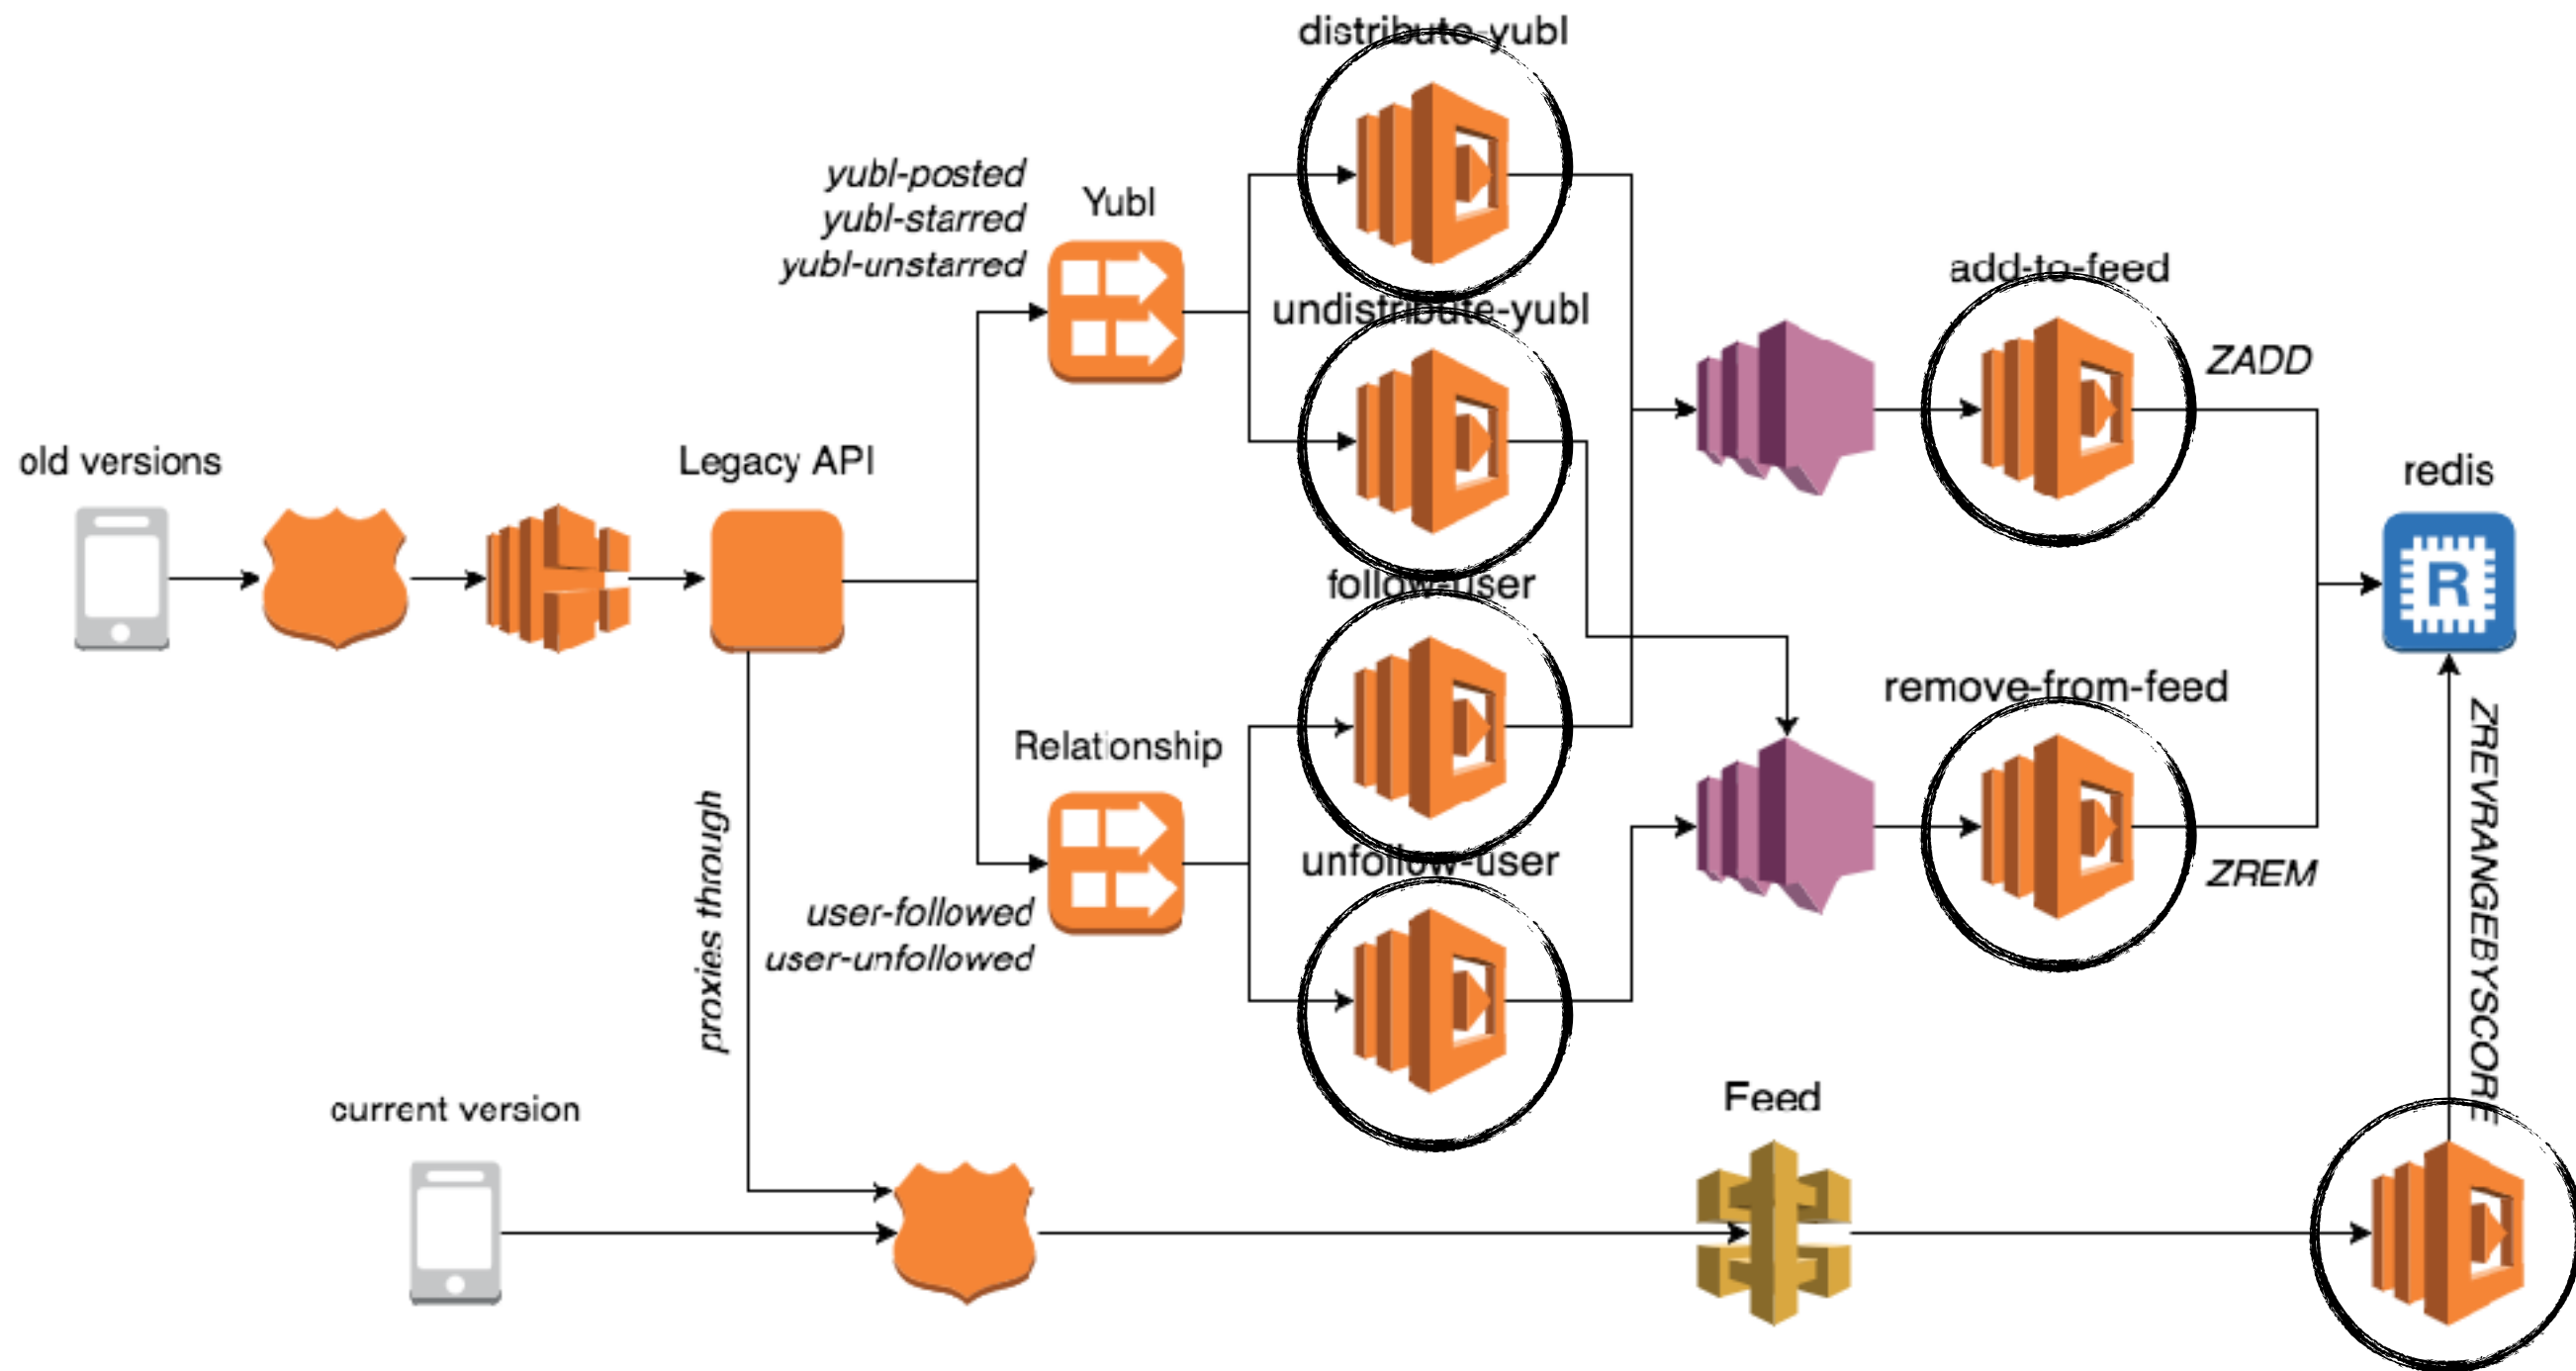 distribute-yubl
yubl-posted
yubl-starred
yubl-unstarred
Yubl
undistribute-yubl
add-to-feed
ZADD
old versions
Legacy API
redis
R
follow-user
remove-from-feed
Relationship
ZREM
user-followed
user-unfollowed
unfollow-user
proxies through
ZREVRANGEBYSCORE
current version
Feed